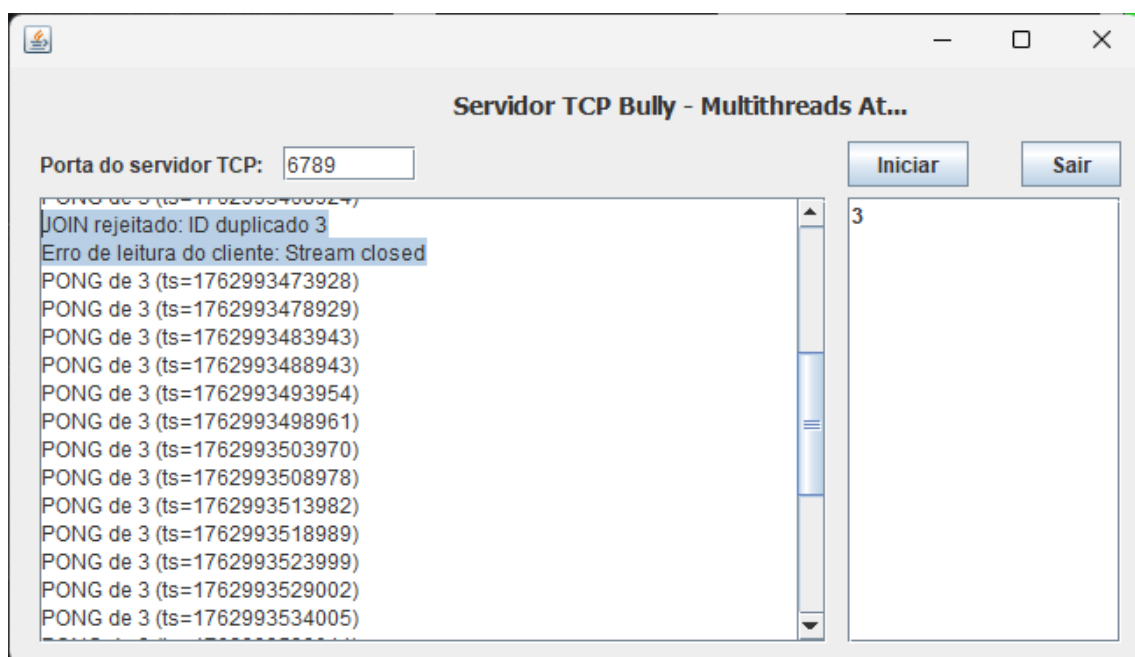 Servidor TCP Bully - Multithreads At...
Porta do servidor TCP: 6789
Iniciar
Sair
JOIN rejeitado: ID duplicado 3
Erro de leitura do cliente: Stream closed
PONG de 3 (ts=1762993473928)
PONG de 3 (ts=1762993478929)
PONG de 3 (ts=1762993483943)
PONG de 3 (ts=1762993488943)
PONG de 3 (ts=1762993493954)
PONG de 3 (ts=1762993498961)
PONG de 3 (ts=1762993503970)
PONG de 3 (ts=1762993508978)
PONG de 3 (ts=1762993513982)
PONG de 3 (ts=1762993518989)
PONG de 3 (ts=1762993523999)
PONG de 3 (ts=1762993529002)
PONG de 3 (ts=1762993534005)
3